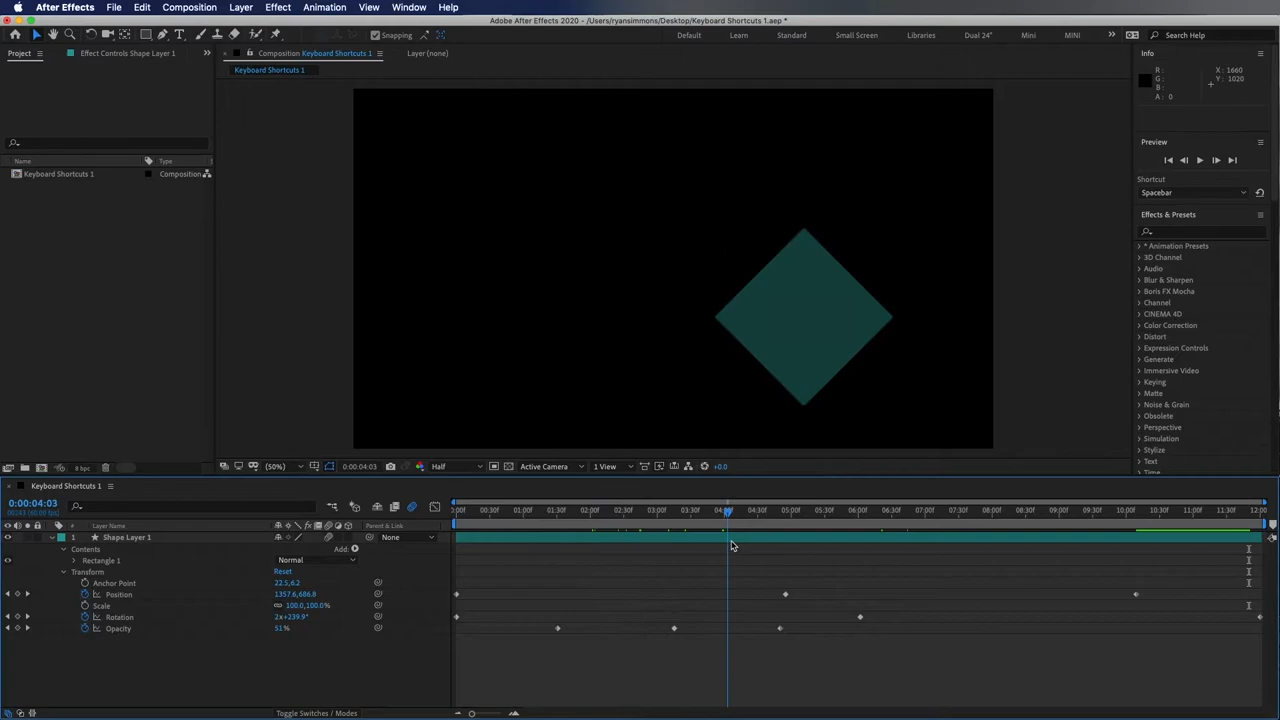 After Effects File Edit Composition Layer Effect Animation View Window Help
Adobe After Effects 2020 - /Users/ryansimmons/Desktop/Keyboard Shortcuts 1.aep *
Snapping Default Learn Standard Small Screen Libraries Dual 24" Mini MINI Search Help
Project Effect Controls Shape Layer 1 Composition Keyboard Shortcuts 1 Layer (none) Info
Keyboard Shortcuts 1
R: X: 1660
G: Y: 1020
B:
A: 0
Preview
Shortcut
Spacebar
Effects & Presets
Name Type
Keyboard Shortcuts 1 Composition
* Animation Presets
3D Channel
Audio
Blur & Sharpen
Boris FX Mocha
Channel
CINEMA 4D
Color Correction
Distort
Expression Controls
Generate
Immersive Video
Keying
Matte
Noise & Grain
Obsolete
Perspective
Simulation
Stylize
Text
8 bpc (50%) 0:00:04:03 Half Active Camera 1 View +0.0
Keyboard Shortcuts 1
0:00:04:03
00:00f 00:30f 01:00f 01:30f 02:00f 02:30f 03:00f 03:30f 04:00f 04:30f 05:00f 05:30f 06:00f 06:30f 07:00f 07:30f 08:00f 08:30f 09:00f 09:30f 10:00f 10:30f 11:00f 11:30f 12:00f
# Layer Name Parent & Link
1 Shape Layer 1 None
Contents Add:
Rectangle 1 Normal
Transform Reset
Anchor Point 22.5,6.2
Position 1357.6,686.8
Scale 100.0,100.0%
Rotation 2x+239.9°
Opacity 51%
Toggle Switches / Modes